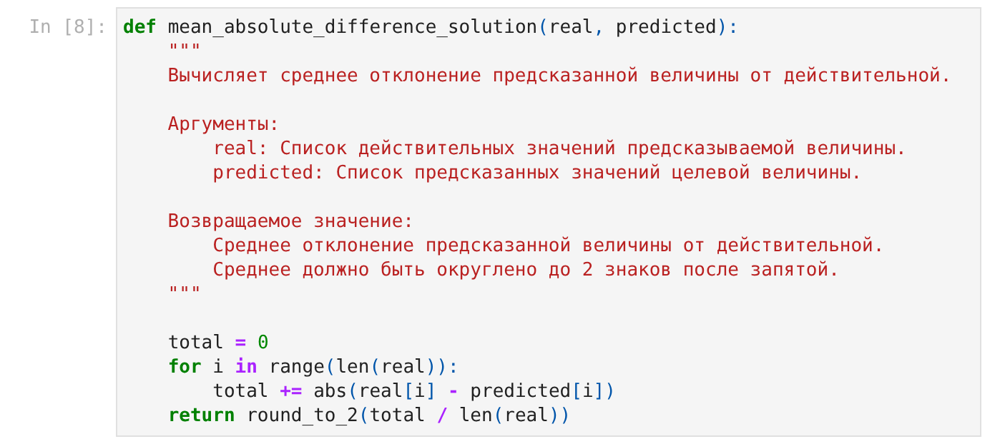 In [8]: def mean_absolute_difference_solution(real, predicted):
    """
    Вычисляет среднее отклонение предсказанной величины от действительной.

    Аргументы:
        real: Список действительных значений предсказываемой величины.
        predicted: Список предсказанных значений целевой величины.

    Возвращаемое значение:
        Среднее отклонение предсказанной величины от действительной.
        Среднее должно быть округлено до 2 знаков после запятой.
    """

    total = 0
    for i in range(len(real)):
        total += abs(real[i] - predicted[i])
    return round_to_2(total / len(real))